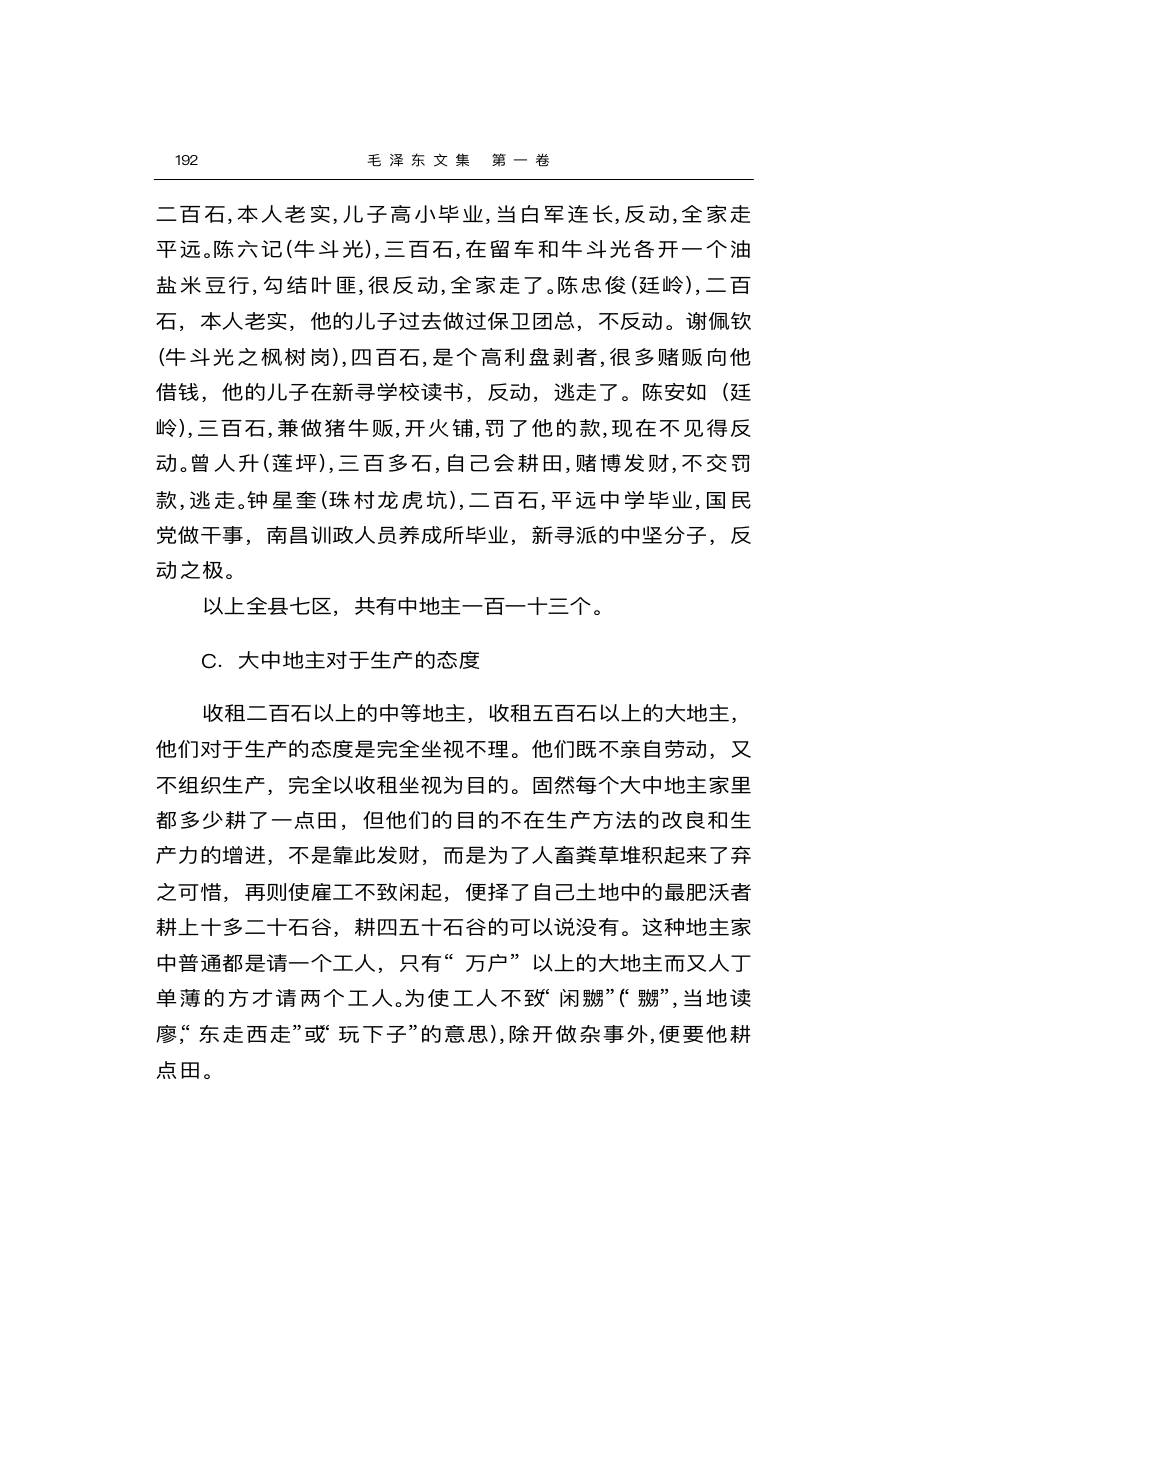 192 毛泽东文集 第一卷
二百石,本人老实,儿子高小毕业,当白军连长,反动,全家走
平远。陈六记(牛斗光),三百石,在留车和牛斗光各开一个油
盐米豆行,勾结叶匪,很反动,全家走了。陈忠俊(廷岭),二百
石，本人老实，他的儿子过去做过保卫团总，不反动。谢佩钦
(牛斗光之枫树岗),四百石,是个高利盘剥者,很多赌贩向他
借钱，他的儿子在新寻学校读书，反动，逃走了。陈安如（廷
岭),三百石,兼做猪牛贩,开火铺,罚了他的款,现在不见得反
动。曾人升(莲坪),三百多石,自己会耕田,赌博发财,不交罚
款,逃走。钟星奎(珠村龙虎坑),二百石,平远中学毕业,国民
党做干事，南昌训政人员养成所毕业，新寻派的中坚分子，反
动之极。
以上全县七区，共有中地主一百一十三个。
C. 大中地主对于生产的态度
收租二百石以上的中等地主，收租五百石以上的大地主，
他们对于生产的态度是完全坐视不理。他们既不亲自劳动，又
不组织生产，完全以收租坐视为目的。固然每个大中地主家里
都多少耕了一点田，但他们的目的不在生产方法的改良和生
产力的增进，不是靠此发财，而是为了人畜粪草堆积起来了弃
之可惜，再则使雇工不致闲起，便择了自己土地中的最肥沃者
耕上十多二十石谷，耕四五十石谷的可以说没有。这种地主家
中普通都是请一个工人，只有“万户”以上的大地主而又人丁
单薄的方才请两个工人。为使工人不致“闲嬲”(“嬲”,当地读
廖,“东走西走”或“玩下子”的意思),除开做杂事外,便要他耕
点田。